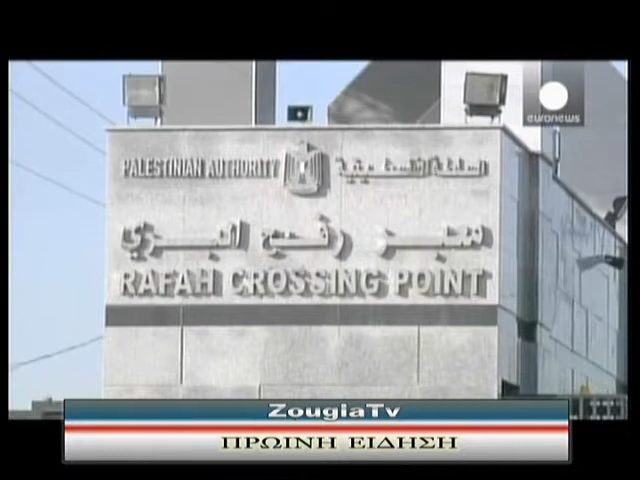 euronews
PALESTINIAN AUTHORITY السلطة الفلسطينية
معبر رفح البري
RAFAH CROSSING POINT
ZougiaTv
ΠΡΩΙΝΗ ΕΙΔΗΣΗ